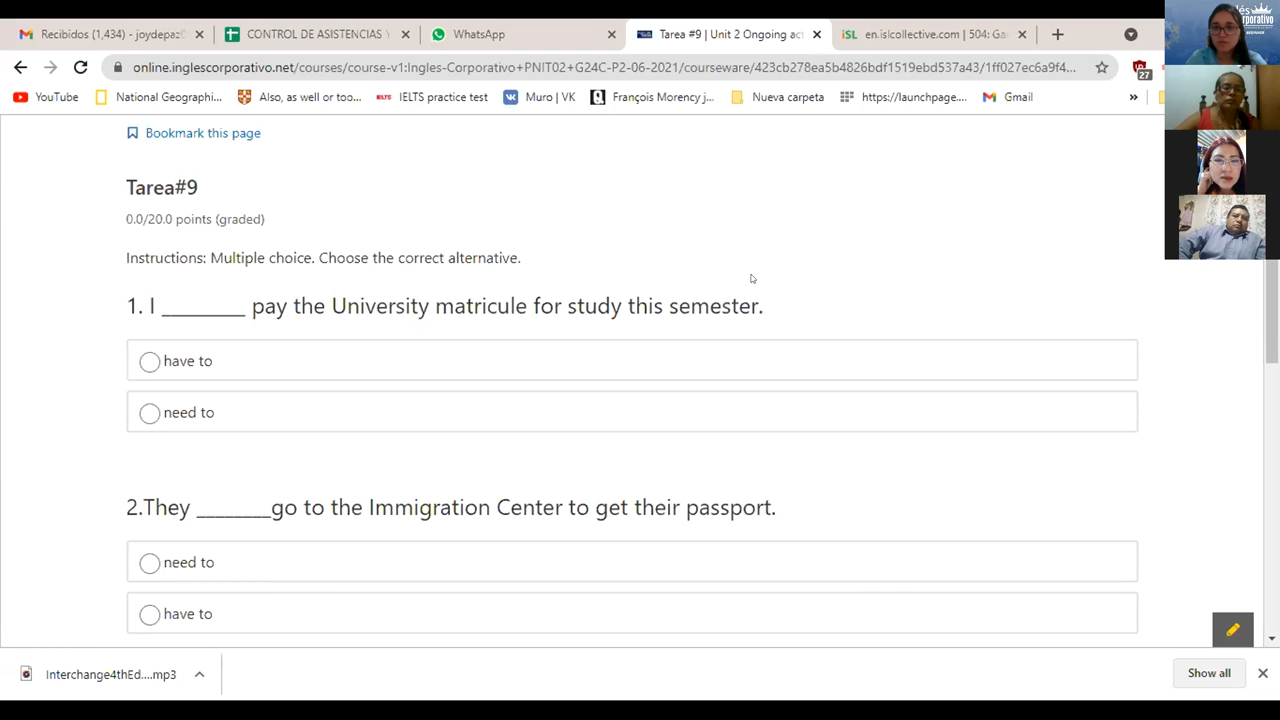 Recibidos (1,434) - joydepaz
CONTROL DE ASISTENCIAS
WhatsApp
Tarea #9 | Unit 2 Ongoing ac
iSL
en.islcollective.com | 504: Ga
online.inglescorporativo.net/courses/course-v1:Ingles-Corporativo+PNIT02+G24C-P2-06-2021/courseware/423cb278ea5b4826bdf1519ebd537a43/1ff027ec6a9f4...
27
YouTube
National Geographi...
Also, as well or too...
IELTS
IELTS practice test
Muro | VK
François Morency j...
Nueva carpeta
https://launchpage....
Gmail
»
Bookmark this page
Tarea#9
0.0/20.0 points (graded)
Instructions: Multiple choice. Choose the correct alternative.
1. I ________ pay the University matricule for study this semester.
have to
need to
2.They _______go to the Immigration Center to get their passport.
need to
have to
Interchange4thEd....mp3
Show all
BEGINNER